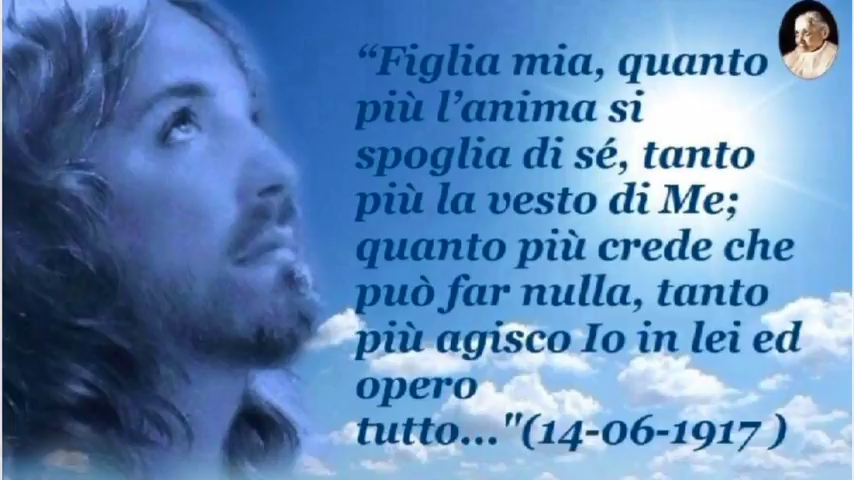 “Figlia mia, quanto
più l’anima si
spoglia di sé, tanto
più la vesto di Me;
quanto più crede che
può far nulla, tanto
più agisco Io in lei ed
opero
tutto..."(14-06-1917 )